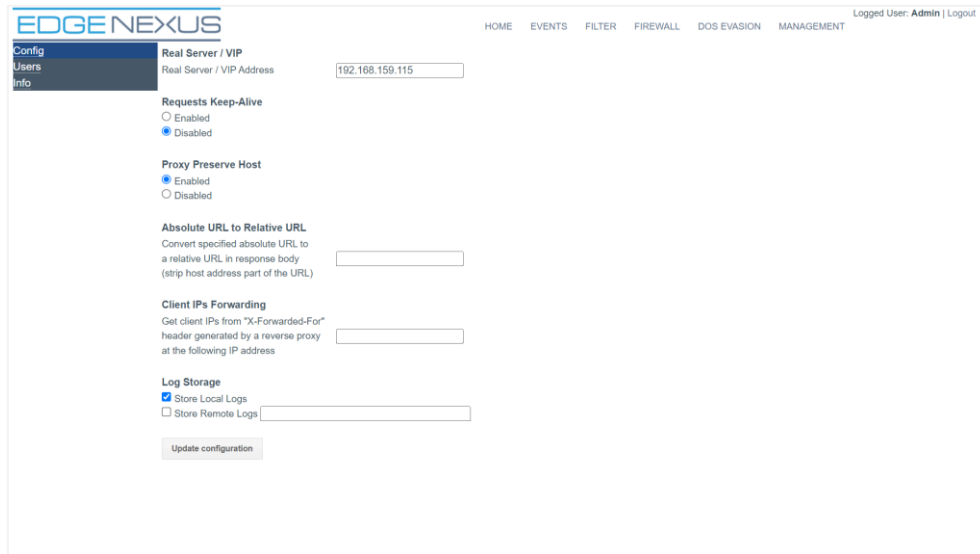 Logged User: Admin | Logout
EDGENEXUS
HOME EVENTS FILTER FIREWALL DOS EVASION MANAGEMENT
Config
Users
Info
Real Server / VIP
Real Server / VIP Address 192.168.159.115
Requests Keep-Alive
Enabled
Disabled
Proxy Preserve Host
Enabled
Disabled
Absolute URL to Relative URL
Convert specified absolute URL to
a relative URL in response body
(strip host address part of the URL)
Client IPs Forwarding
Get client IPs from "X-Forwarded-For"
header generated by a reverse proxy
at the following IP address
Log Storage
Store Local Logs
Store Remote Logs
Update configuration